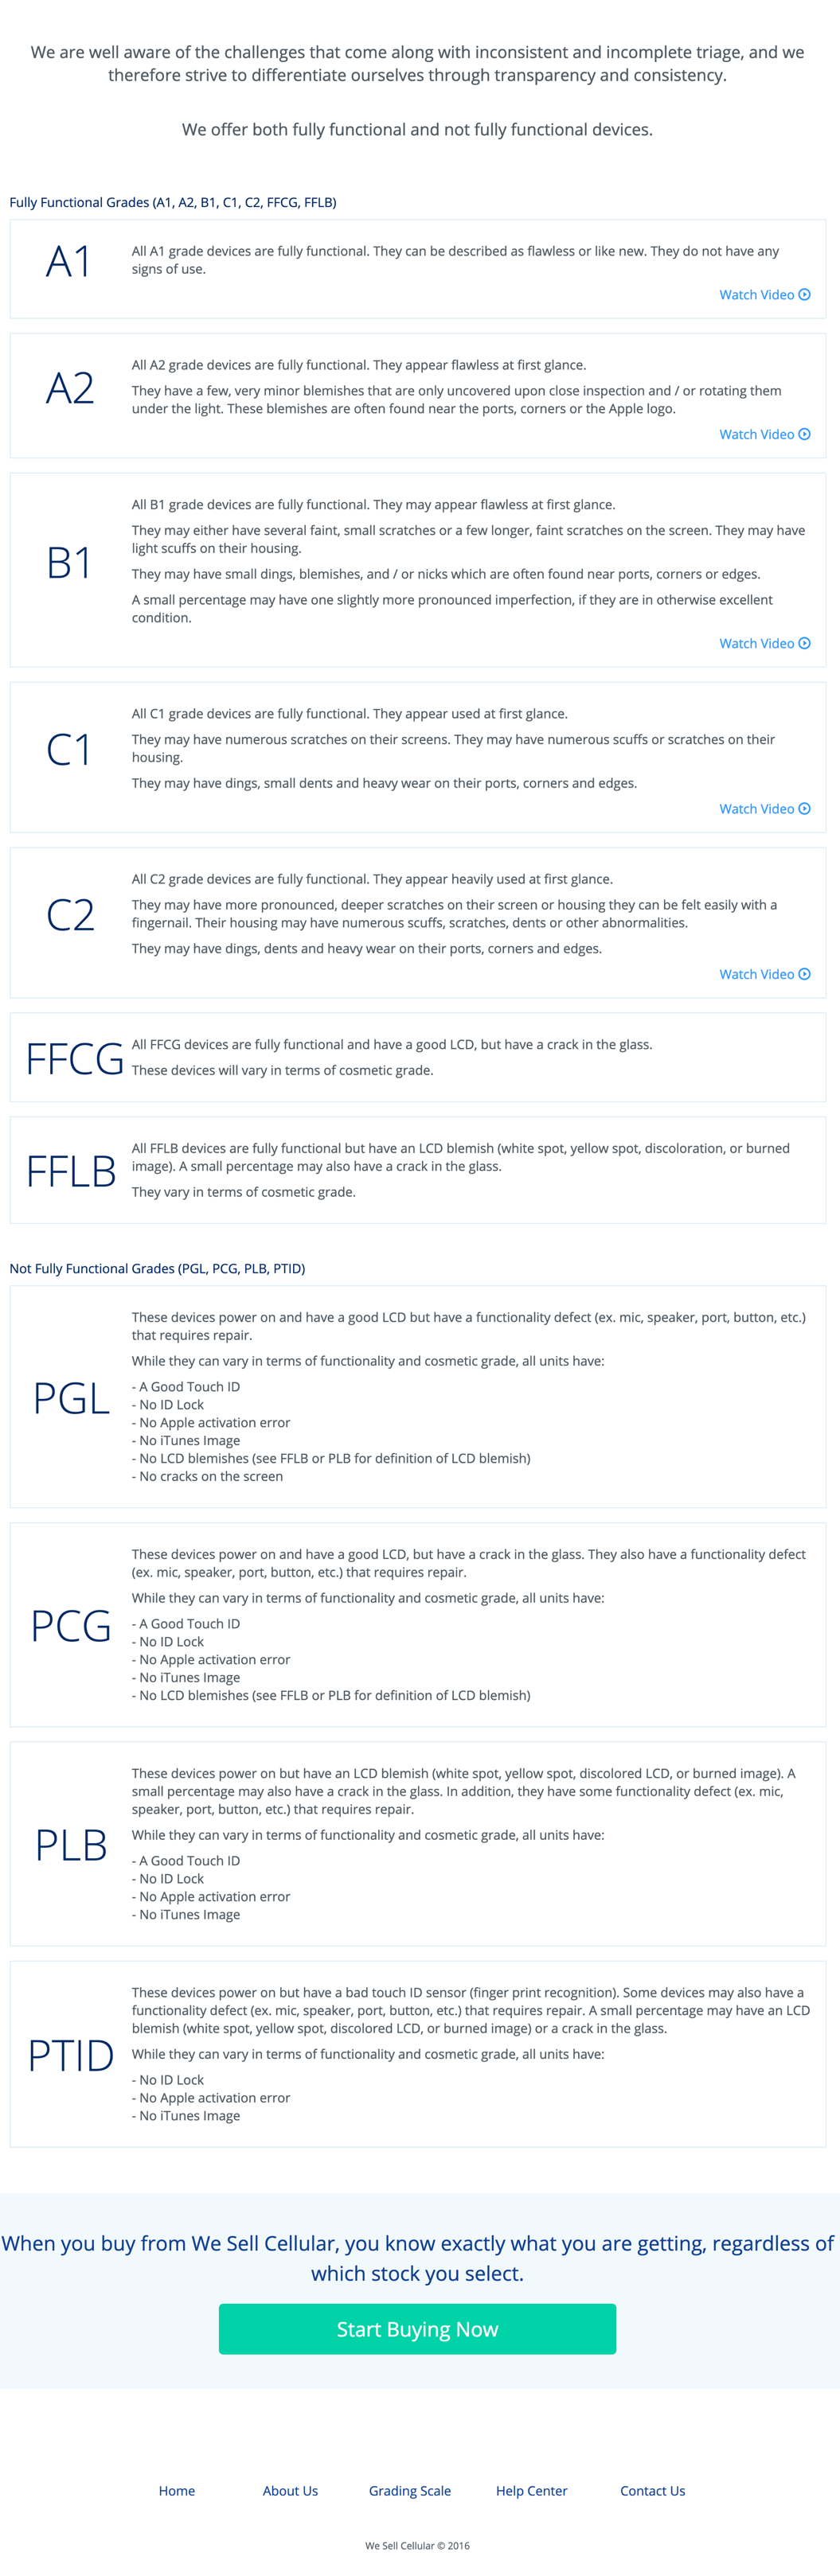 We are well aware of the challenges that come along with inconsistent and incomplete triage, and we
therefore strive to differentiate ourselves through transparency and consistency.
We offer both fully functional and not fully functional devices.
Fully Functional Grades (A1, A2, B1, C1, C2, FFCG, FFLB)
A1
All A1 grade devices are fully functional. They can be described as flawless or like new. They do not have any
signs of use.
Watch Video
A2
All A2 grade devices are fully functional. They appear flawless at first glance.
They have a few, very minor blemishes that are only uncovered upon close inspection and / or rotating them
under the light. These blemishes are often found near the ports, corners or the Apple logo.
Watch Video
B1
All B1 grade devices are fully functional. They may appear flawless at first glance.
They may either have several faint, small scratches or a few longer, faint scratches on the screen. They may have
light scuffs on their housing.
They may have small dings, blemishes, and / or nicks which are often found near ports, corners or edges.
A small percentage may have one slightly more pronounced imperfection, if they are in otherwise excellent
condition.
Watch Video
C1
All C1 grade devices are fully functional. They appear used at first glance.
They may have numerous scratches on their screens. They may have numerous scuffs or scratches on their
housing.
They may have dings, small dents and heavy wear on their ports, corners and edges.
Watch Video
C2
All C2 grade devices are fully functional. They appear heavily used at first glance.
They may have more pronounced, deeper scratches on their screen or housing they can be felt easily with a
fingernail. Their housing may have numerous scuffs, scratches, dents or other abnormalities.
They may have dings, dents and heavy wear on their ports, corners and edges.
Watch Video
FFCG
All FFCG devices are fully functional and have a good LCD, but have a crack in the glass.
These devices will vary in terms of cosmetic grade.
FFLB
All FFLB devices are fully functional but have an LCD blemish (white spot, yellow spot, discoloration, or burned
image). A small percentage may also have a crack in the glass.
They vary in terms of cosmetic grade.
Not Fully Functional Grades (PGL, PCG, PLB, PTID)
PGL
These devices power on and have a good LCD but have a functionality defect (ex. mic, speaker, port, button, etc.)
that requires repair.
While they can vary in terms of functionality and cosmetic grade, all units have:
- A Good Touch ID
- No ID Lock
- No Apple activation error
- No iTunes Image
- No LCD blemishes (see FFLB or PLB for definition of LCD blemish)
- No cracks on the screen
PCG
These devices power on and have a good LCD, but have a crack in the glass. They also have a functionality defect
(ex. mic, speaker, port, button, etc.) that requires repair.
While they can vary in terms of functionality and cosmetic grade, all units have:
- A Good Touch ID
- No ID Lock
- No Apple activation error
- No iTunes Image
- No LCD blemishes (see FFLB or PLB for definition of LCD blemish)
PLB
These devices power on but have an LCD blemish (white spot, yellow spot, discolored LCD, or burned image). A
small percentage may also have a crack in the glass. In addition, they have some functionality defect (ex. mic,
speaker, port, button, etc.) that requires repair.
While they can vary in terms of functionality and cosmetic grade, all units have:
- A Good Touch ID
- No ID Lock
- No Apple activation error
- No iTunes Image
PTID
These devices power on but have a bad touch ID sensor (finger print recognition). Some devices may also have a
functionality defect (ex. mic, speaker, port, button, etc.) that requires repair. A small percentage may have an LCD
blemish (white spot, yellow spot, discolored LCD, or burned image) or a crack in the glass.
While they can vary in terms of functionality and cosmetic grade, all units have:
- No ID Lock
- No Apple activation error
- No iTunes Image
When you buy from We Sell Cellular, you know exactly what you are getting, regardless of
which stock you select.
Start Buying Now
Home About Us Grading Scale Help Center Contact Us
We Sell Cellular © 2016